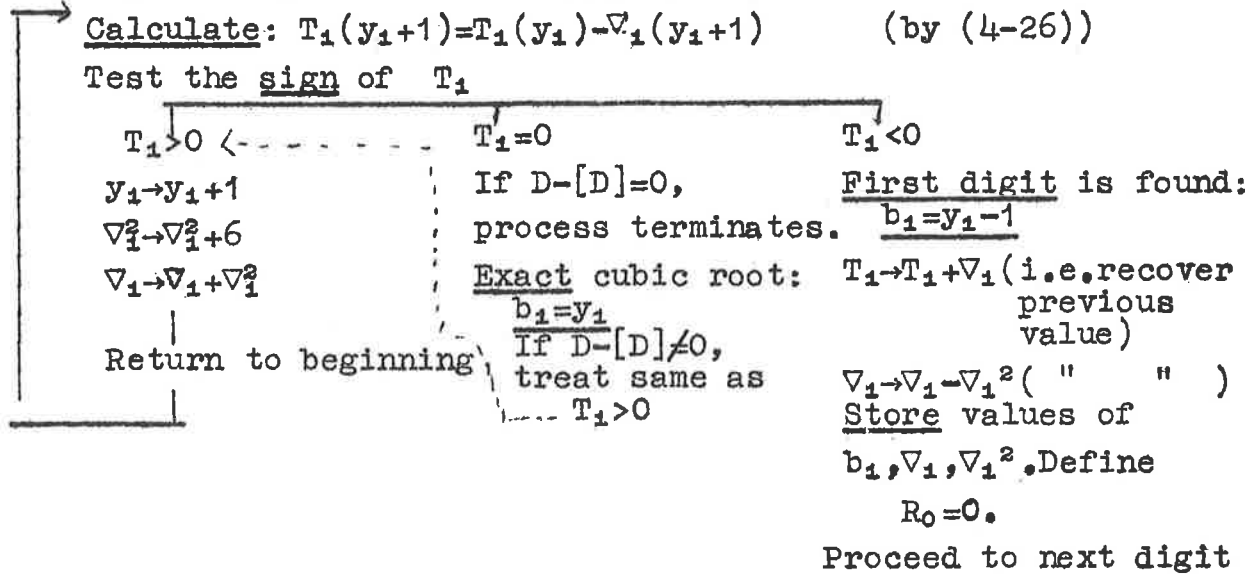 Calculate: T₁(y₁+1)=T₁(y₁)-∇₁(y₁+1) (by (4-26))
Test the sign of T₁
T₁>0
y₁→y₁+1
∇₁²→∇₁²+6
∇₁→∇₁+∇₁²
Return to beginning
T₁=0
If D-[D]=0,
process terminates.
Exact cubic root:
b₁=y₁
If D-[D]≠0,
treat same as
T₁>0
T₁<0
First digit is found:
b₁=y₁-1
T₁→T₁+∇₁(i.e.recover
previous
value)
∇₁→∇₁-∇₁²( " " )
Store values of
b₁,∇₁,∇₁².Define
R₀=0.
Proceed to next digit